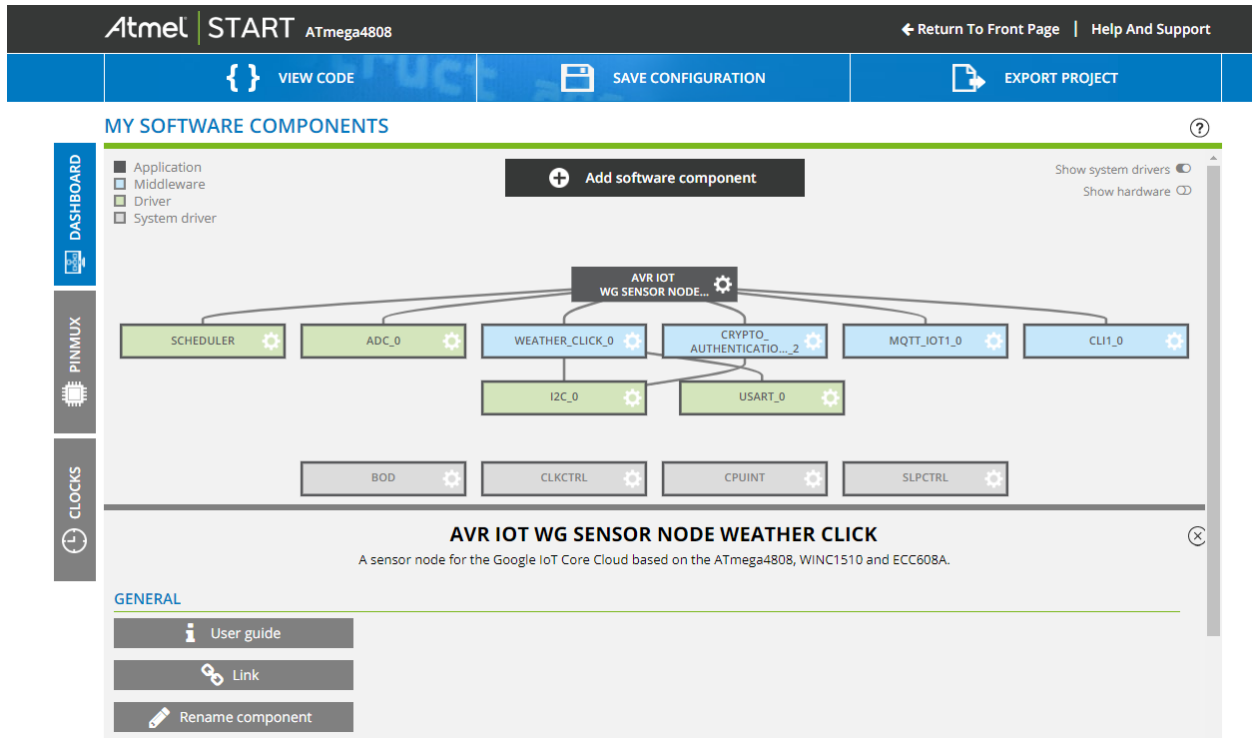 Atmel START ATmega4808
Return To Front Page | Help And Support
{ } VIEW CODE
SAVE CONFIGURATION
EXPORT PROJECT
MY SOFTWARE COMPONENTS
?
DASHBOARD
PINMUX
CLOCKS
Application
Middleware
Driver
System driver
Add software component
Show system drivers
Show hardware
AVR IOT
WG SENSOR NODE...
SCHEDULER
ADC_0
WEATHER_CLICK_0
CRYPTO_
AUTHENTICATIO..._2
MQTT_IOT1_0
CLI1_0
I2C_0
USART_0
BOD
CLKCTRL
CPUINT
SLPCTRL
AVR IOT WG SENSOR NODE WEATHER CLICK
A sensor node for the Google IoT Core Cloud based on the ATmega4808, WINC1510 and ECC608A.
GENERAL
User guide
Link
Rename component